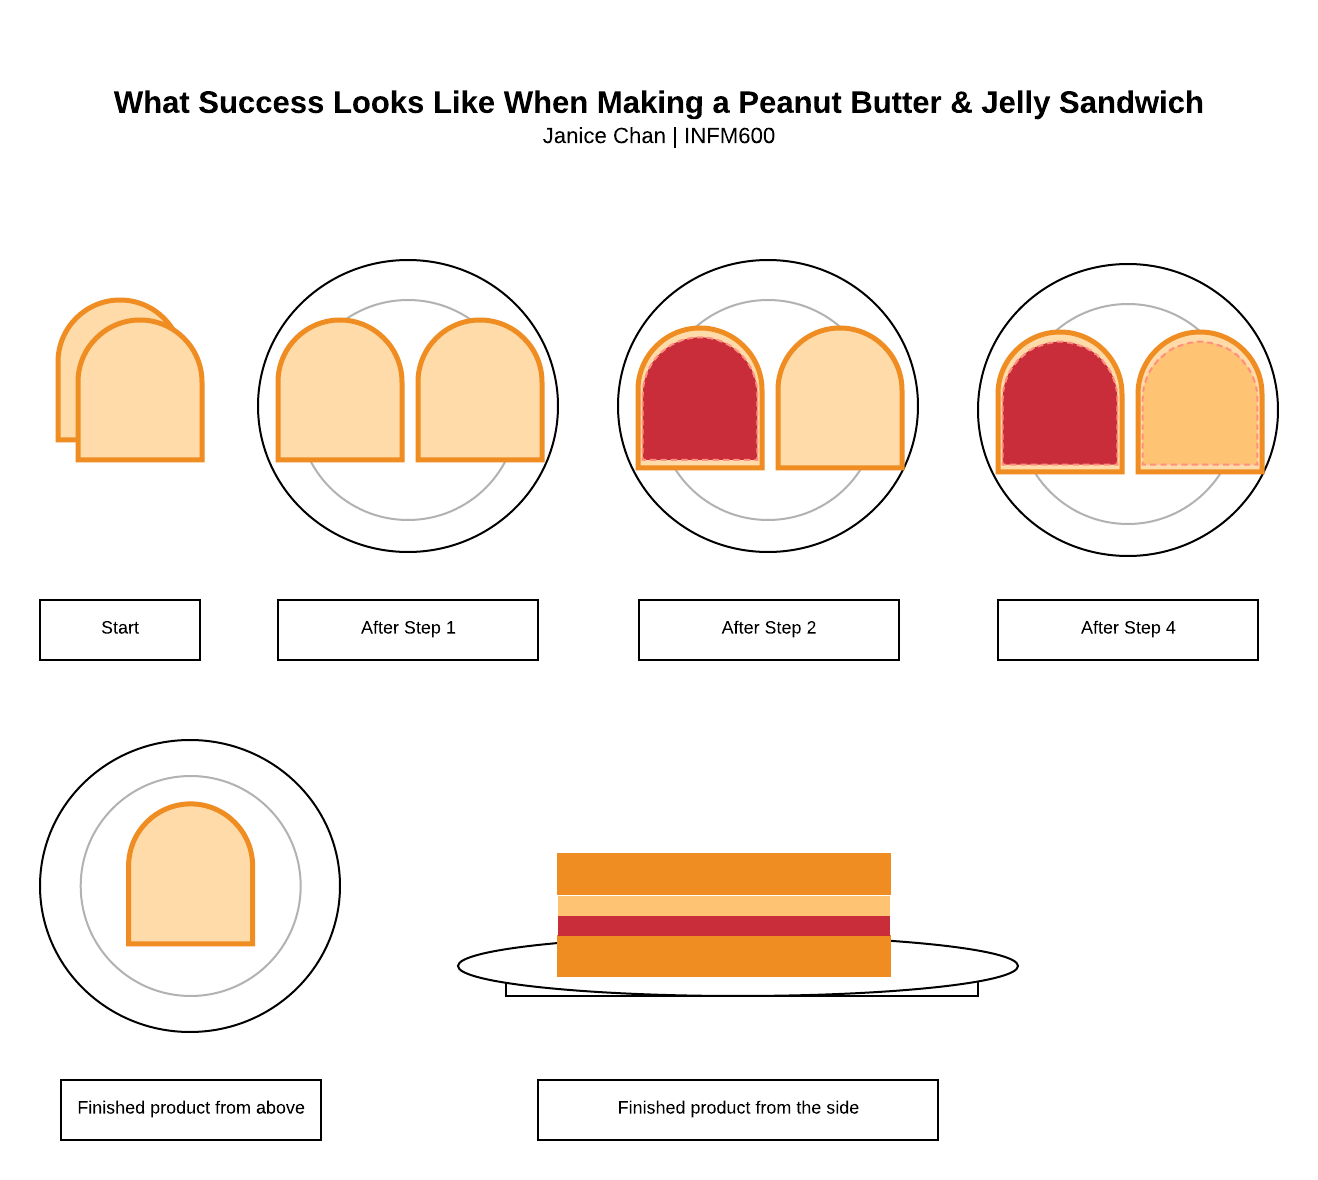 What Success Looks Like When Making a Peanut Butter & Jelly Sandwich
Janice Chan | INFM600
Start
After Step 1
After Step 2
After Step 4
Finished product from above
Finished product from the side